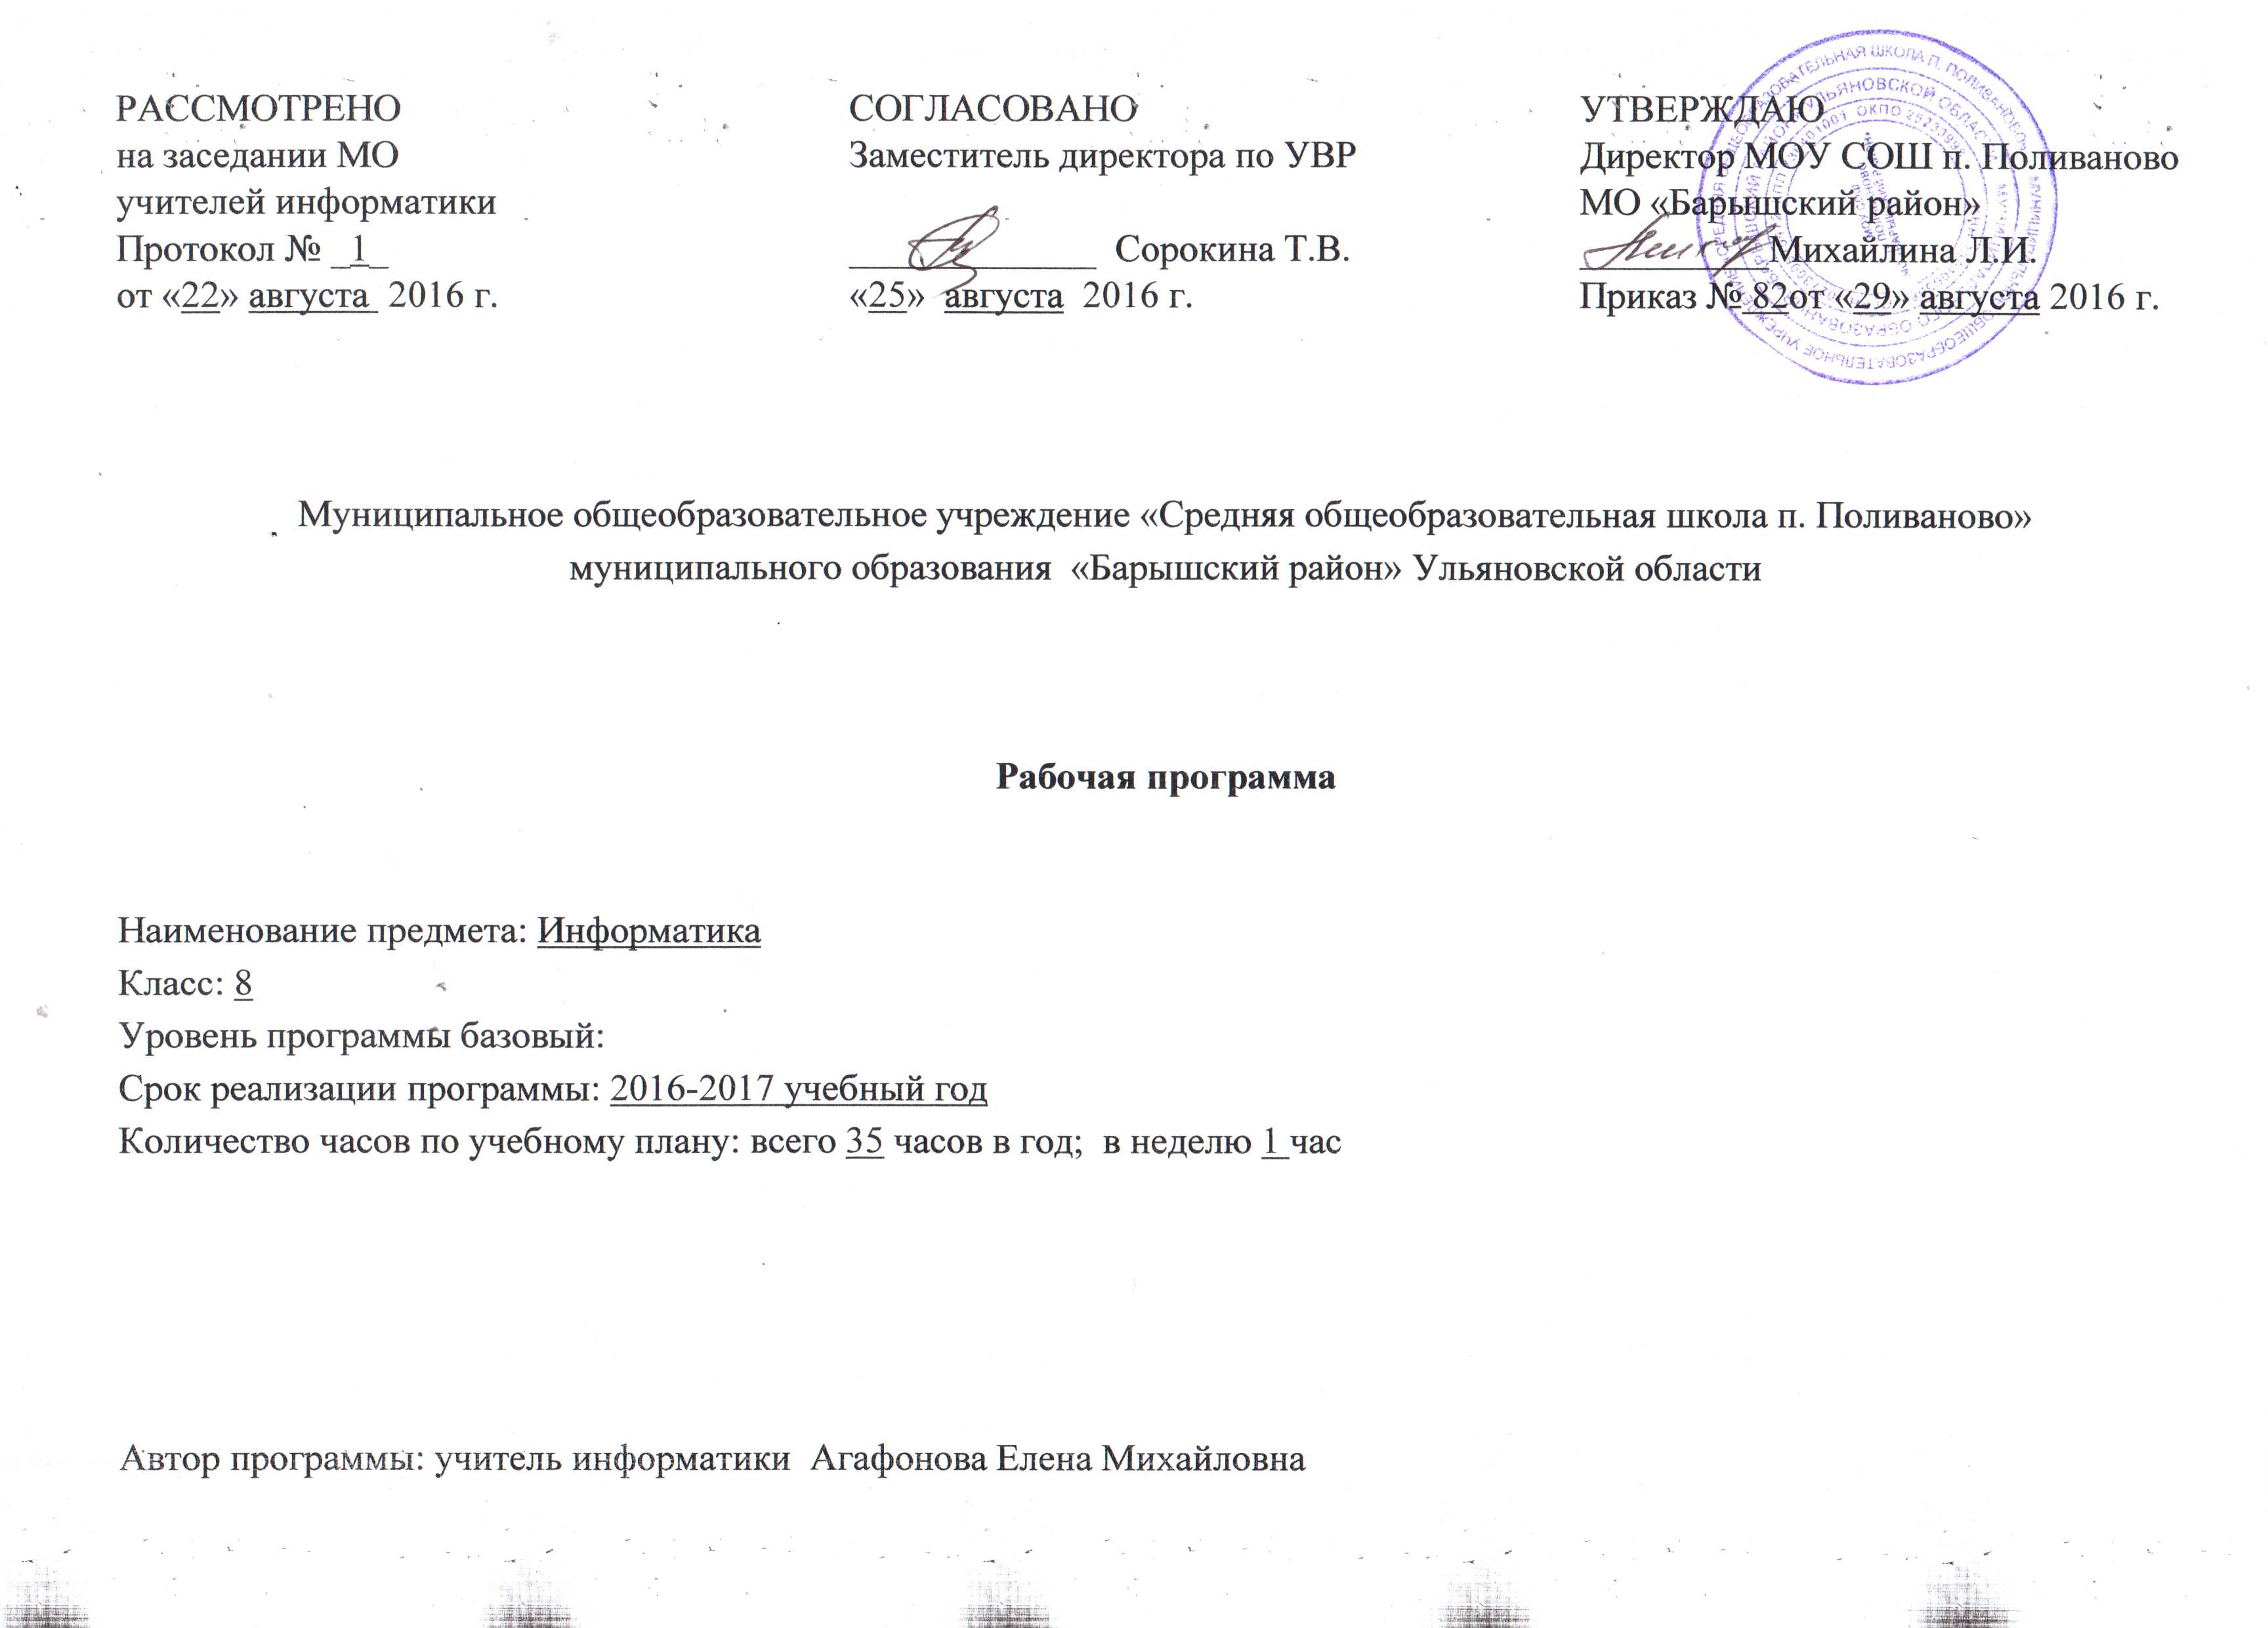 РАССМОТРЕНО
на заседании МО
учителей информатики
Протокол № _1_
от «22» августа 2016 г.
СОГЛАСОВАНО
Заместитель директора по УВР
Сорокина Т.В.
«25» августа 2016 г.
УТВЕРЖДАЮ
Директор МОУ СОШ п. Поливаново
МО «Барышский район»
Михайлина Л.И.
Приказ № 82от «29» августа 2016 г.
Муниципальное общеобразовательное учреждение «Средняя общеобразовательная школа п. Поливаново»
муниципального образования «Барышский район» Ульяновской области
Рабочая программа
Наименование предмета: Информатика
Класс: 8
Уровень программы базовый:
Срок реализации программы: 2016-2017 учебный год
Количество часов по учебному плану: всего 35 часов в год; в неделю 1 час
Автор программы: учитель информатики Агафонова Елена Михайловна